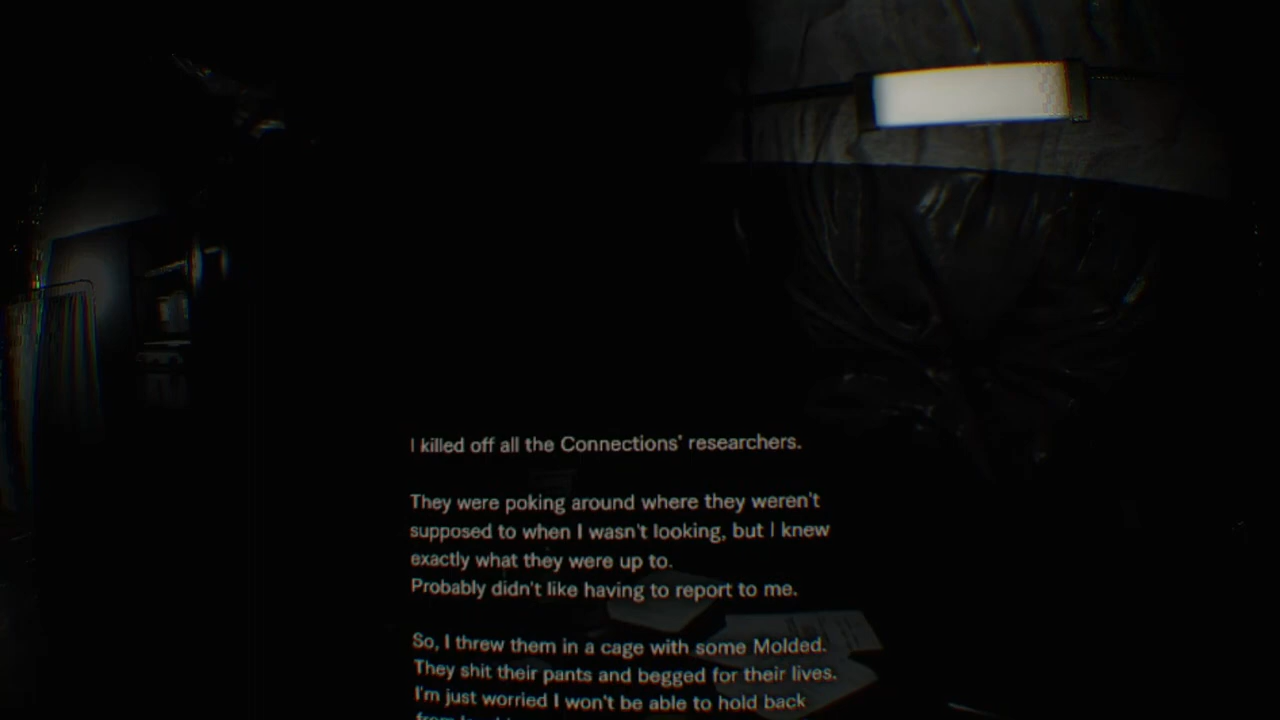 I killed off all the Connections' researchers.
They were poking around where they weren't
supposed to when I wasn't looking, but I knew
exactly what they were up to.
Probably didn't like having to report to me.
So, I threw them in a cage with some Molded.
They shit their pants and begged for their lives.
I'm just worried I won't be able to hold back